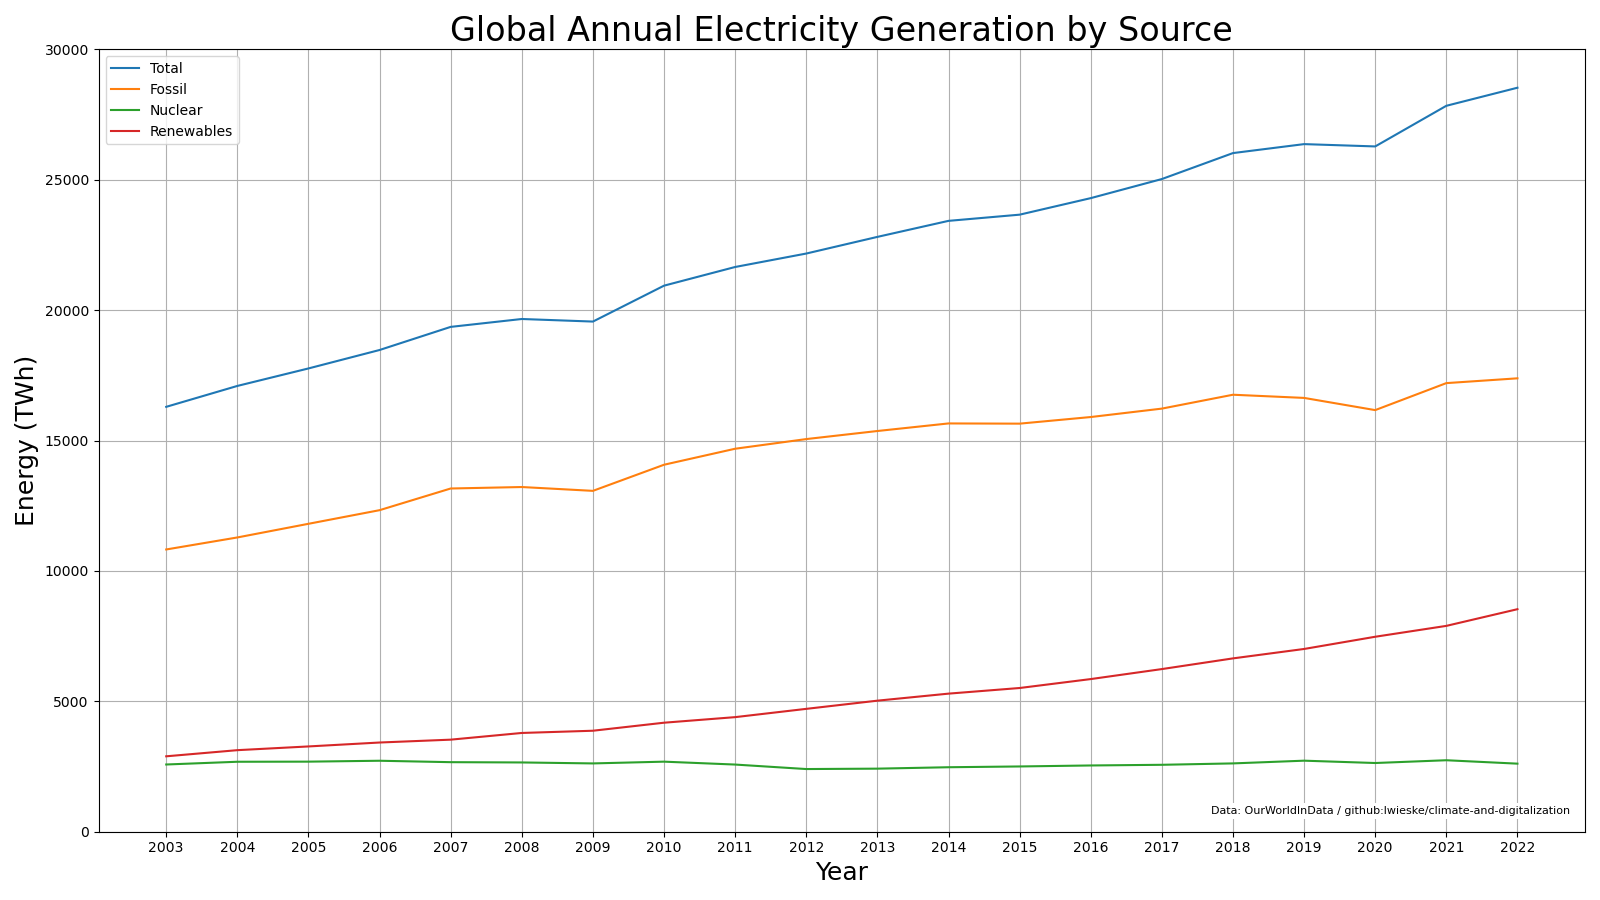 Global Annual Electricity Generation by Source
Total
Fossil
Nuclear
Renewables
30000
25000
20000
15000
10000
5000
0
Energy (TWh)
Data: OurWorldInData / github:lwieske/climate-and-digitalization
2003 2004 2005 2006 2007 2008 2009 2010 2011 2012 2013 2014 2015 2016 2017 2018 2019 2020 2021 2022
Year